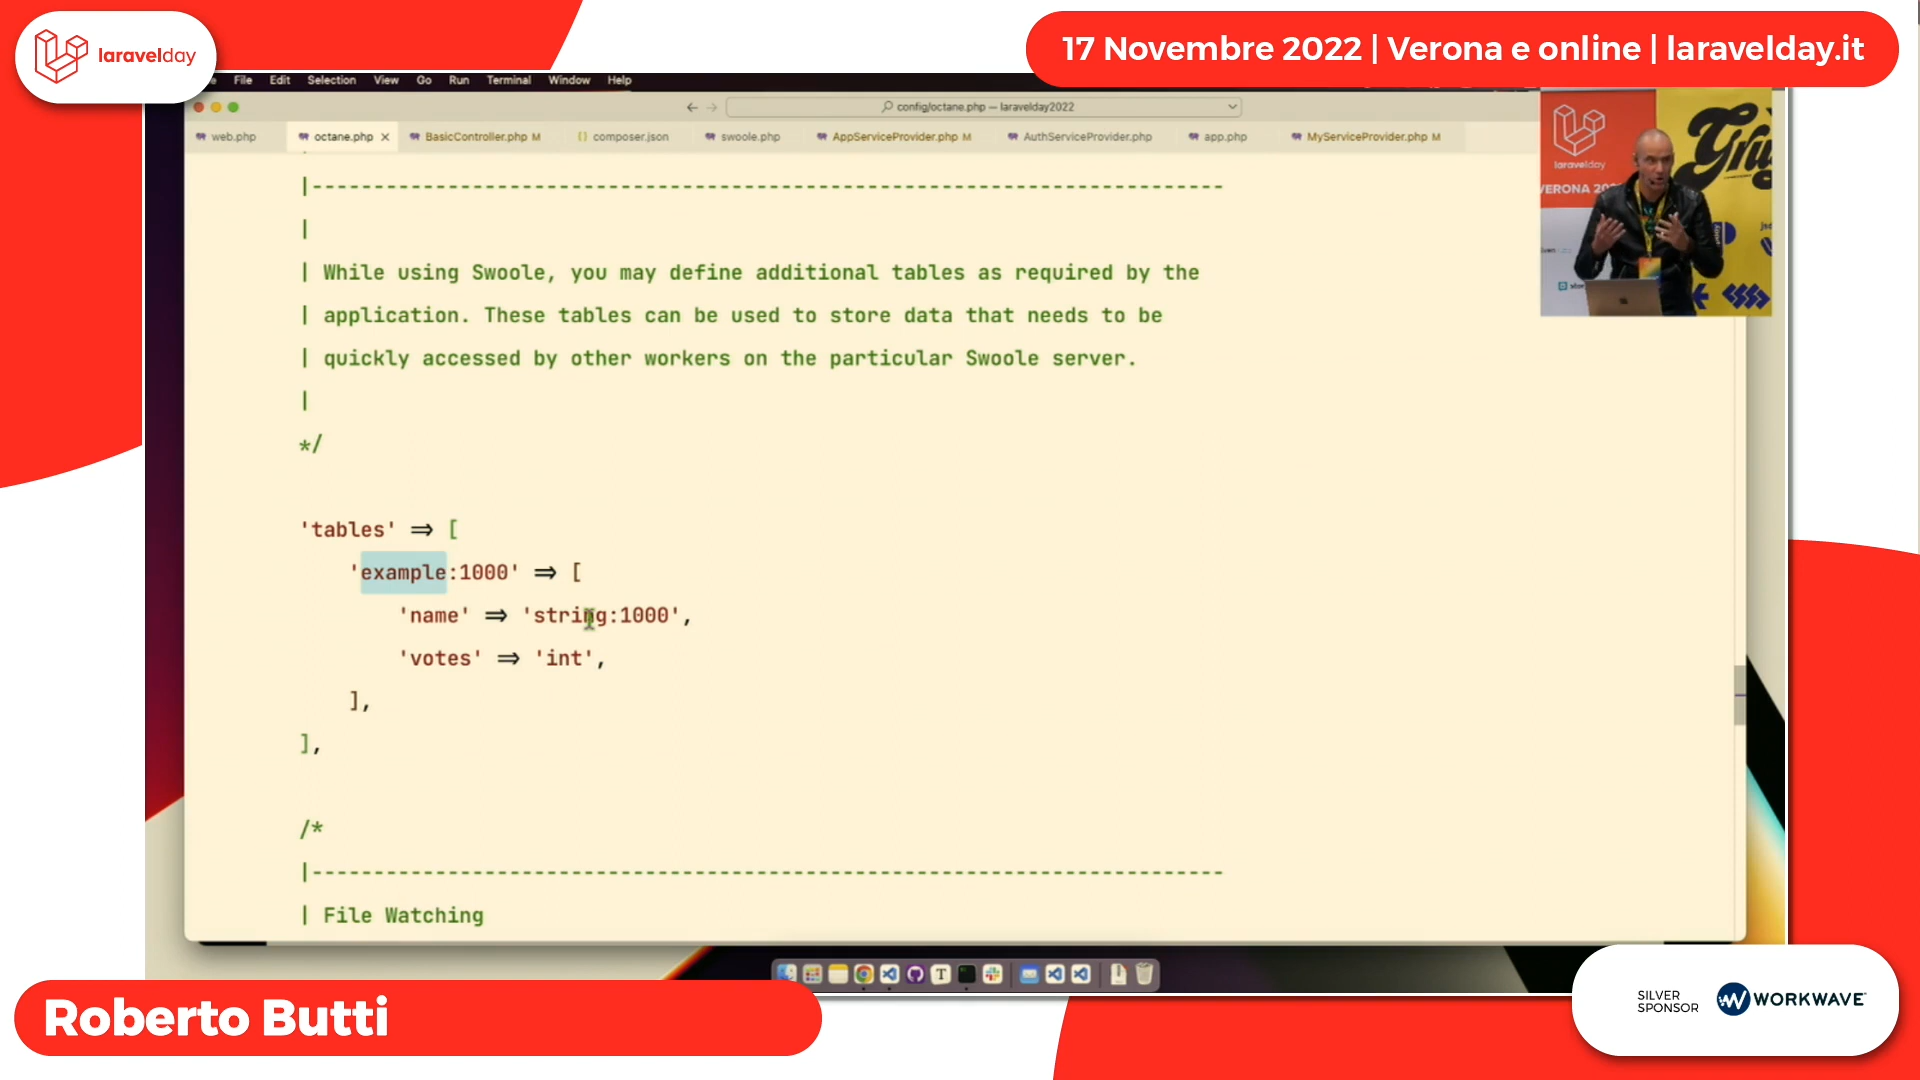 laravelday
17 Novembre 2022 | Verona e online | laravelday.it
File Edit Selection View Go Run Terminal Window Help
config/octane.php — laravelday2022
web.php octane.php BasicController.php M composer.json swoole.php AppServiceProvider.php M AuthServiceProvider.php app.php MyServiceProvider.php M
|--------------------------------------------------------------------------
|
| While using Swoole, you may define additional tables as required by the
| application. These tables can be used to store data that needs to be
| quickly accessed by other workers on the particular Swoole server.
|
*/
'tables' => [
'example:1000' => [
'name' => 'string:1000',
'votes' => 'int',
],
],
/*
|--------------------------------------------------------------------------
| File Watching
laravelday
VERONA
Roberto Butti
SILVER
SPONSOR
WORKWAVE